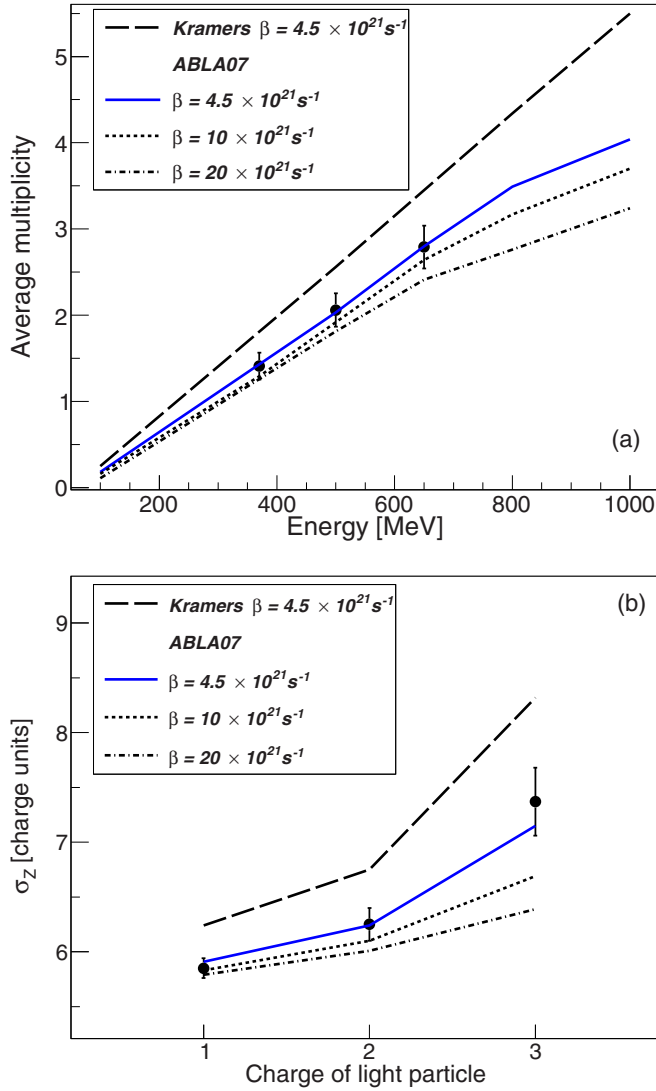 Average multiplicity
5
4
3
2
1
0
Kramers β = 4.5 × 10²¹s⁻¹
ABLA07
β = 4.5 × 10²¹s⁻¹
β = 10 × 10²¹s⁻¹
β = 20 × 10²¹s⁻¹
(a)
200 400 600 800 1000
Energy [MeV]
σZ [charge units]
9
8
7
6
Kramers β = 4.5 × 10²¹s⁻¹
ABLA07
β = 4.5 × 10²¹s⁻¹
β = 10 × 10²¹s⁻¹
β = 20 × 10²¹s⁻¹
(b)
1 2 3
Charge of light particle